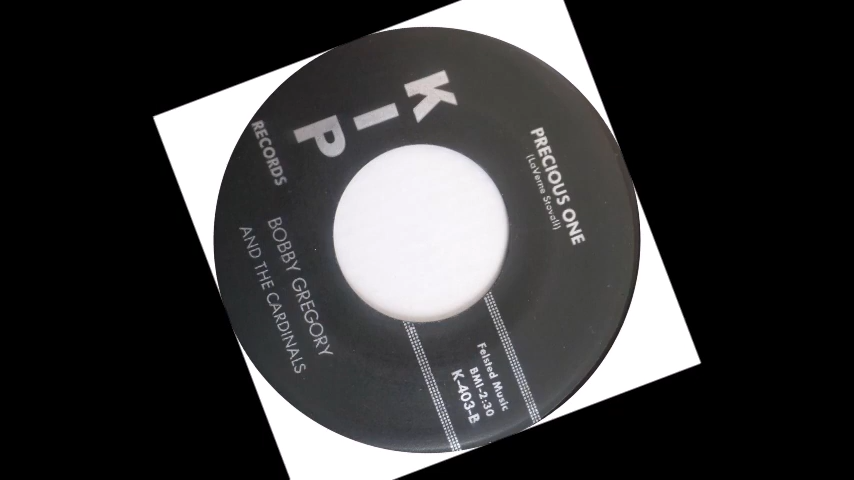 PRECIOUS ONE
(LaVerne Stovall)
K I P
RECORDS
Felsted Music
BMI-2:30
K-403-B
BOBBY GREGORY
AND THE CARDINALS